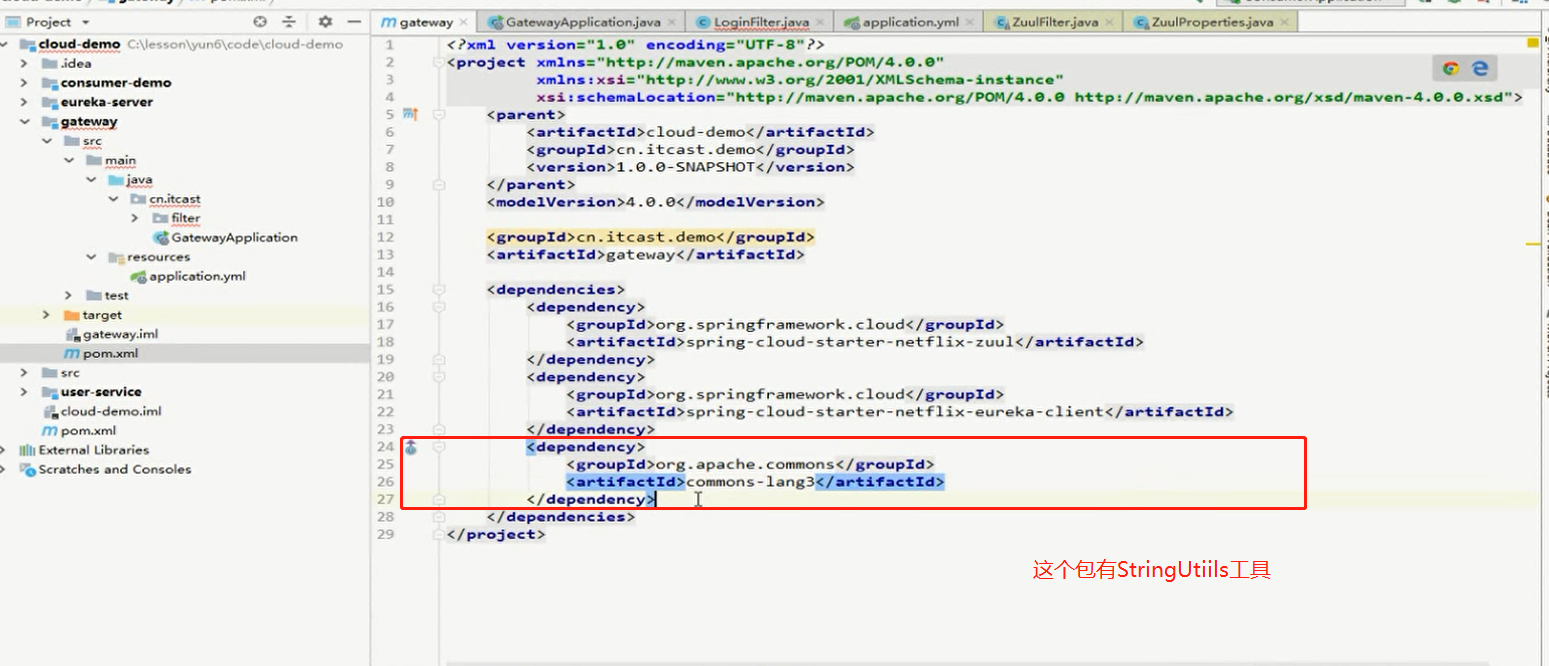 Project
cloud-demo C:\lesson\yun6\code\cloud-demo
.idea
consumer-demo
eureka-server
gateway
src
main
java
cn.itcast
filter
GatewayApplication
resources
application.yml
test
target
gateway.iml
pom.xml
src
user-service
cloud-demo.iml
pom.xml
External Libraries
Scratches and Consoles
gateway GatewayApplication.java LoginFilter.java application.yml ZuulFilter.java ZuulProperties.java
1 <?xml version="1.0" encoding="UTF-8"?>
2 <project xmlns="http://maven.apache.org/POM/4.0.0"
3 xmlns:xsi="http://www.w3.org/2001/XMLSchema-instance"
4 xsi:schemaLocation="http://maven.apache.org/POM/4.0.0 http://maven.apache.org/xsd/maven-4.0.0.xsd">
5 <parent>
6 <artifactId>cloud-demo</artifactId>
7 <groupId>cn.itcast.demo</groupId>
8 <version>1.0.0-SNAPSHOT</version>
9 </parent>
10 <modelVersion>4.0.0</modelVersion>
11
12 <groupId>cn.itcast.demo</groupId>
13 <artifactId>gateway</artifactId>
14
15 <dependencies>
16 <dependency>
17 <groupId>org.springframework.cloud</groupId>
18 <artifactId>spring-cloud-starter-netflix-zuul</artifactId>
19 </dependency>
20 <dependency>
21 <groupId>org.springframework.cloud</groupId>
22 <artifactId>spring-cloud-starter-netflix-eureka-client</artifactId>
23 </dependency>
24 <dependency>
25 <groupId>org.apache.commons</groupId>
26 <artifactId>commons-lang3</artifactId>
27 </dependency>
28 </dependencies>
29 </project>
这个包有StringUtiils工具